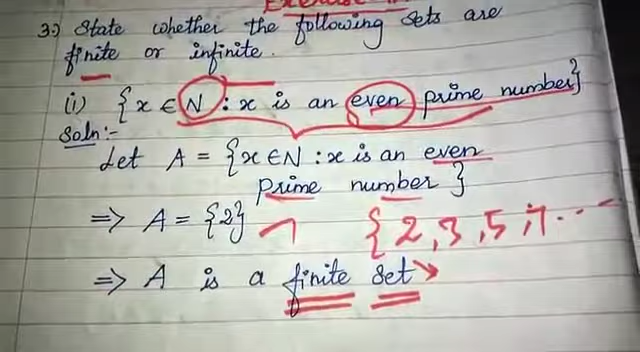 Exercise
3.) State whether the following sets are
finite or infinite.
(i) {x ∈ N : x is an even prime number}
Soln:-
Let A = {x ∈ N : x is an even
prime number}
⇒ A = {2}
{2, 3, 5, 7 ...
⇒ A is a finite set